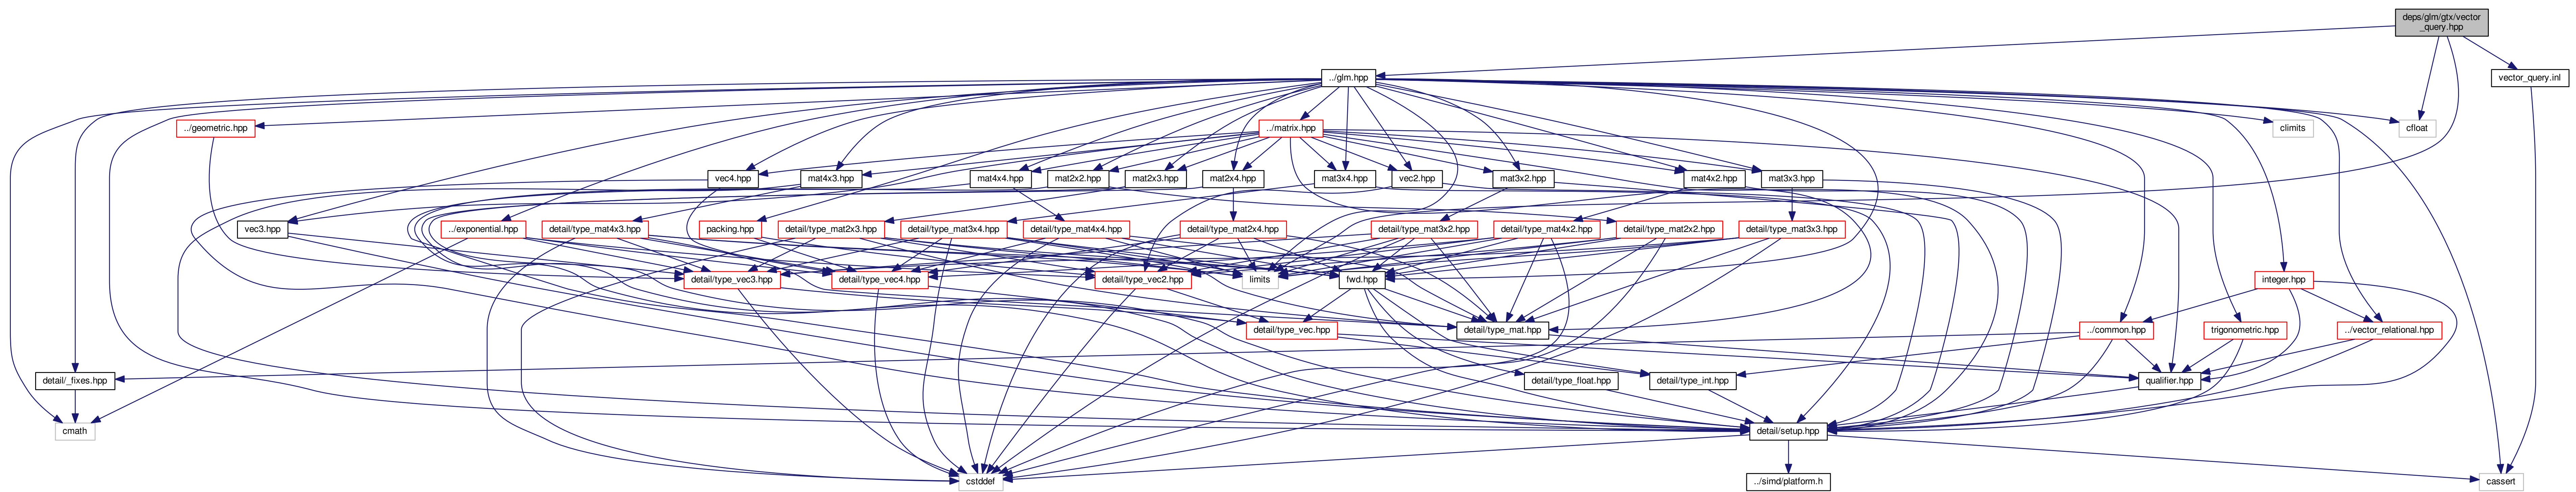 deps/glm/gtx/vector
_query.hpp
../glm.hpp
vector_query.inl
../geometric.hpp
../matrix.hpp
climits
cfloat
vec4.hpp
mat4x3.hpp
mat4x4.hpp
mat2x2.hpp
mat2x3.hpp
mat2x4.hpp
mat3x4.hpp
vec2.hpp
mat3x2.hpp
mat4x2.hpp
mat3x3.hpp
vec3.hpp
../exponential.hpp
detail/type_mat4x3.hpp
packing.hpp
detail/type_mat2x3.hpp
detail/type_mat3x4.hpp
detail/type_mat4x4.hpp
detail/type_mat2x4.hpp
detail/type_mat3x2.hpp
detail/type_mat4x2.hpp
detail/type_mat2x2.hpp
detail/type_mat3x3.hpp
detail/type_vec3.hpp
detail/type_vec4.hpp
detail/type_vec2.hpp
limits
fwd.hpp
integer.hpp
detail/type_vec.hpp
detail/type_mat.hpp
../common.hpp
trigonometric.hpp
../vector_relational.hpp
detail/_fixes.hpp
detail/type_float.hpp
detail/type_int.hpp
qualifier.hpp
cmath
detail/setup.hpp
cstddef
../simd/platform.h
cassert